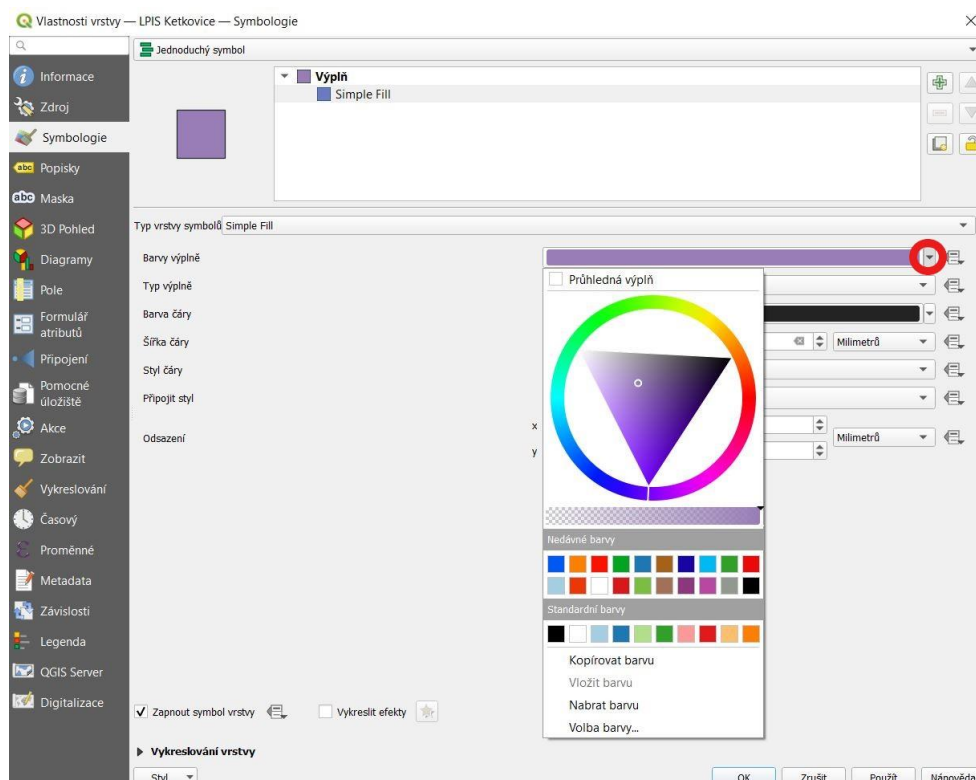 Vlastnosti vrstvy — LPIS Ketkovice — Symbologie
Jednoduchý symbol
Informace
Zdroj
Symbologie
abc Popisky
abc Maska
3D Pohled
Diagramy
Pole
Formulář
atributů
Připojení
Pomocné
úložiště
Akce
Zobrazit
Vykreslování
Časový
Proměnné
Metadata
Závislosti
Legenda
QGIS Server
Digitalizace
Výplň
Simple Fill
Typ vrstvy symbolů Simple Fill
Barvy výplně
Typ výplně
Barva čáry
Šířka čáry
Milimetrů
Styl čáry
Připojit styl
Odsazení
x
y
Milimetrů
Průhledná výplň
Nedávné barvy
Standardní barvy
Kopírovat barvu
Vložit barvu
Nabrat barvu
Volba barvy...
Zapnout symbol vrstvy
Vykreslit efekty
Vykreslování vrstvy
Styl
OK
Zrušit
Použít
Nápověda